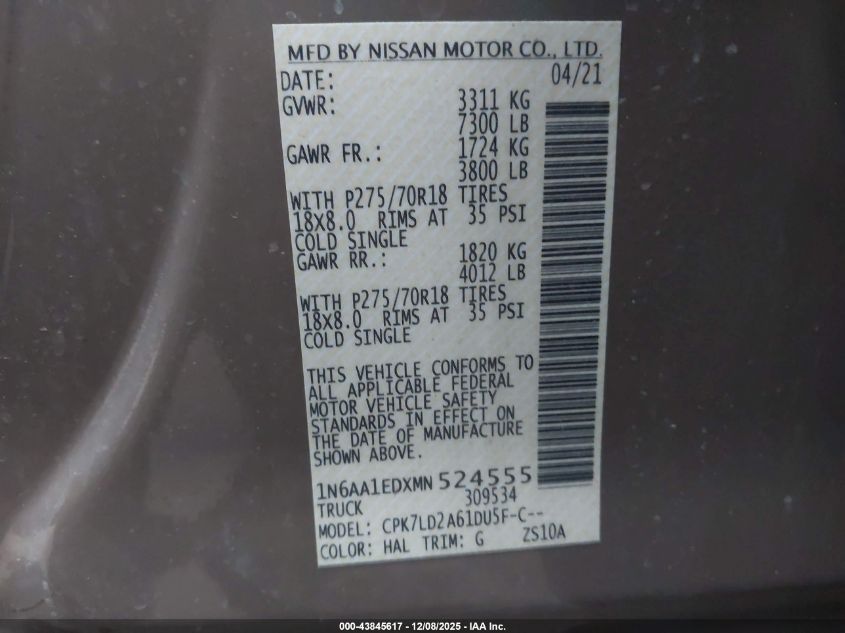 MFD BY NISSAN MOTOR CO., LTD.
DATE: 04/21
GVWR: 3311 KG
7300 LB
GAWR FR.: 1724 KG
3800 LB
WITH P275/70R18 TIRES
18X8.0 RIMS AT 35 PSI
COLD SINGLE
GAWR RR.: 1820 KG
4012 LB
WITH P275/70R18 TIRES
18X8.0 RIMS AT 35 PSI
COLD SINGLE
THIS VEHICLE CONFORMS TO
ALL APPLICABLE FEDERAL
MOTOR VEHICLE SAFETY
STANDARDS IN EFFECT ON
THE DATE OF MANUFACTURE
SHOWN ABOVE.
1N6AA1EDXMN 524555
TRUCK 309534
MODEL: CPK7LD2A61DU5F-C--
COLOR: HAL TRIM: G ZS10A
000-43845617 - 12/08/2025 - IAA Inc.